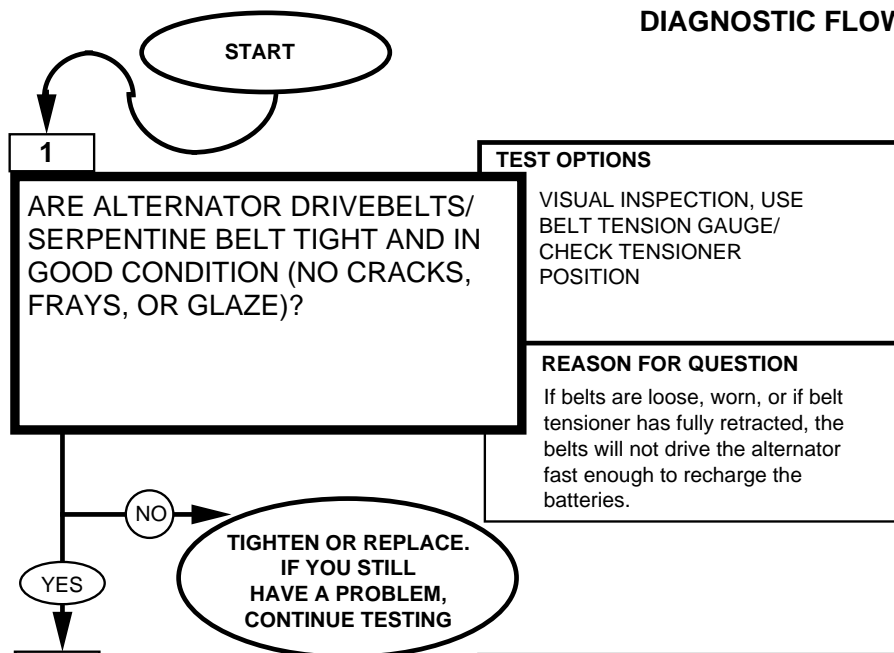 DIAGNOSTIC FLOW
START
1
ARE ALTERNATOR DRIVEBELTS/
SERPENTINE BELT TIGHT AND IN
GOOD CONDITION (NO CRACKS,
FRAYS, OR GLAZE)?
TEST OPTIONS
VISUAL INSPECTION, USE
BELT TENSION GAUGE/
CHECK TENSIONER
POSITION
REASON FOR QUESTION
If belts are loose, worn, or if belt
tensioner has fully retracted, the
belts will not drive the alternator
fast enough to recharge the
batteries.
NO
TIGHTEN OR REPLACE.
IF YOU STILL
HAVE A PROBLEM,
CONTINUE TESTING
YES